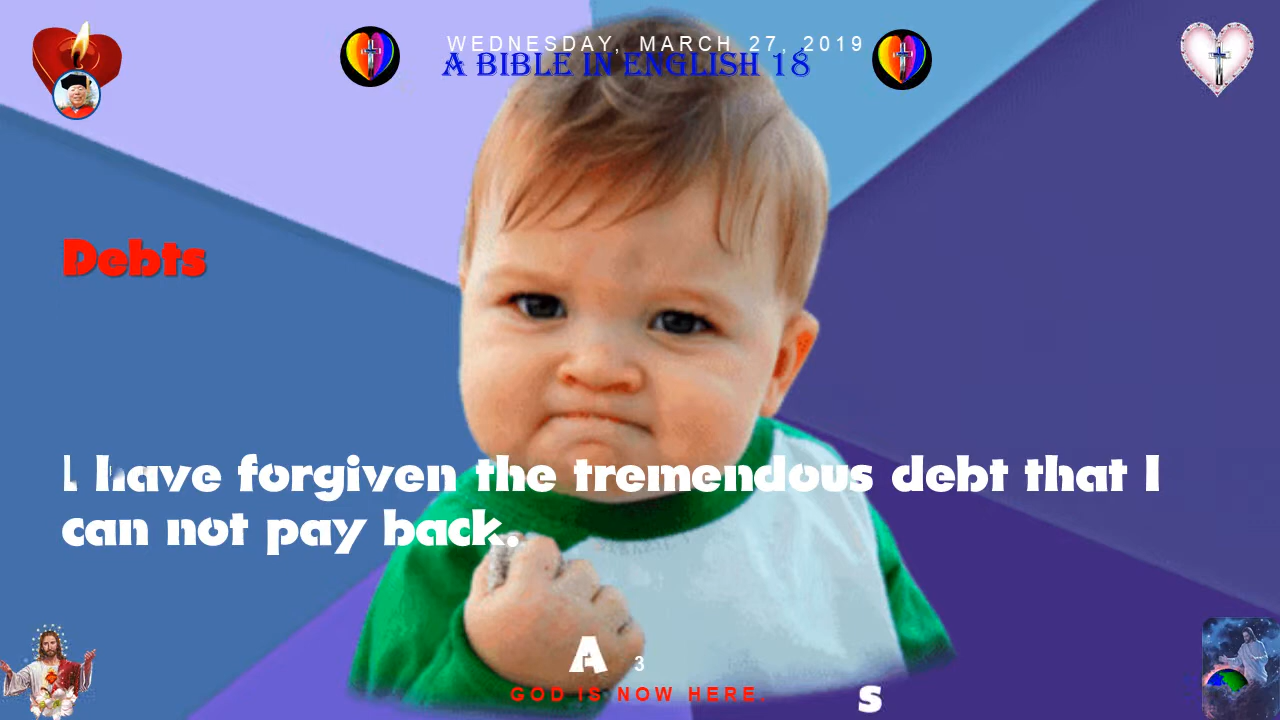 WEDNESDAY, MARCH 27, 2019
A BIBLE IN ENGLISH 18
Debts
I have forgiven the tremendous debt that I
can not pay back.
A 3
GOD IS NOW HERE.
s